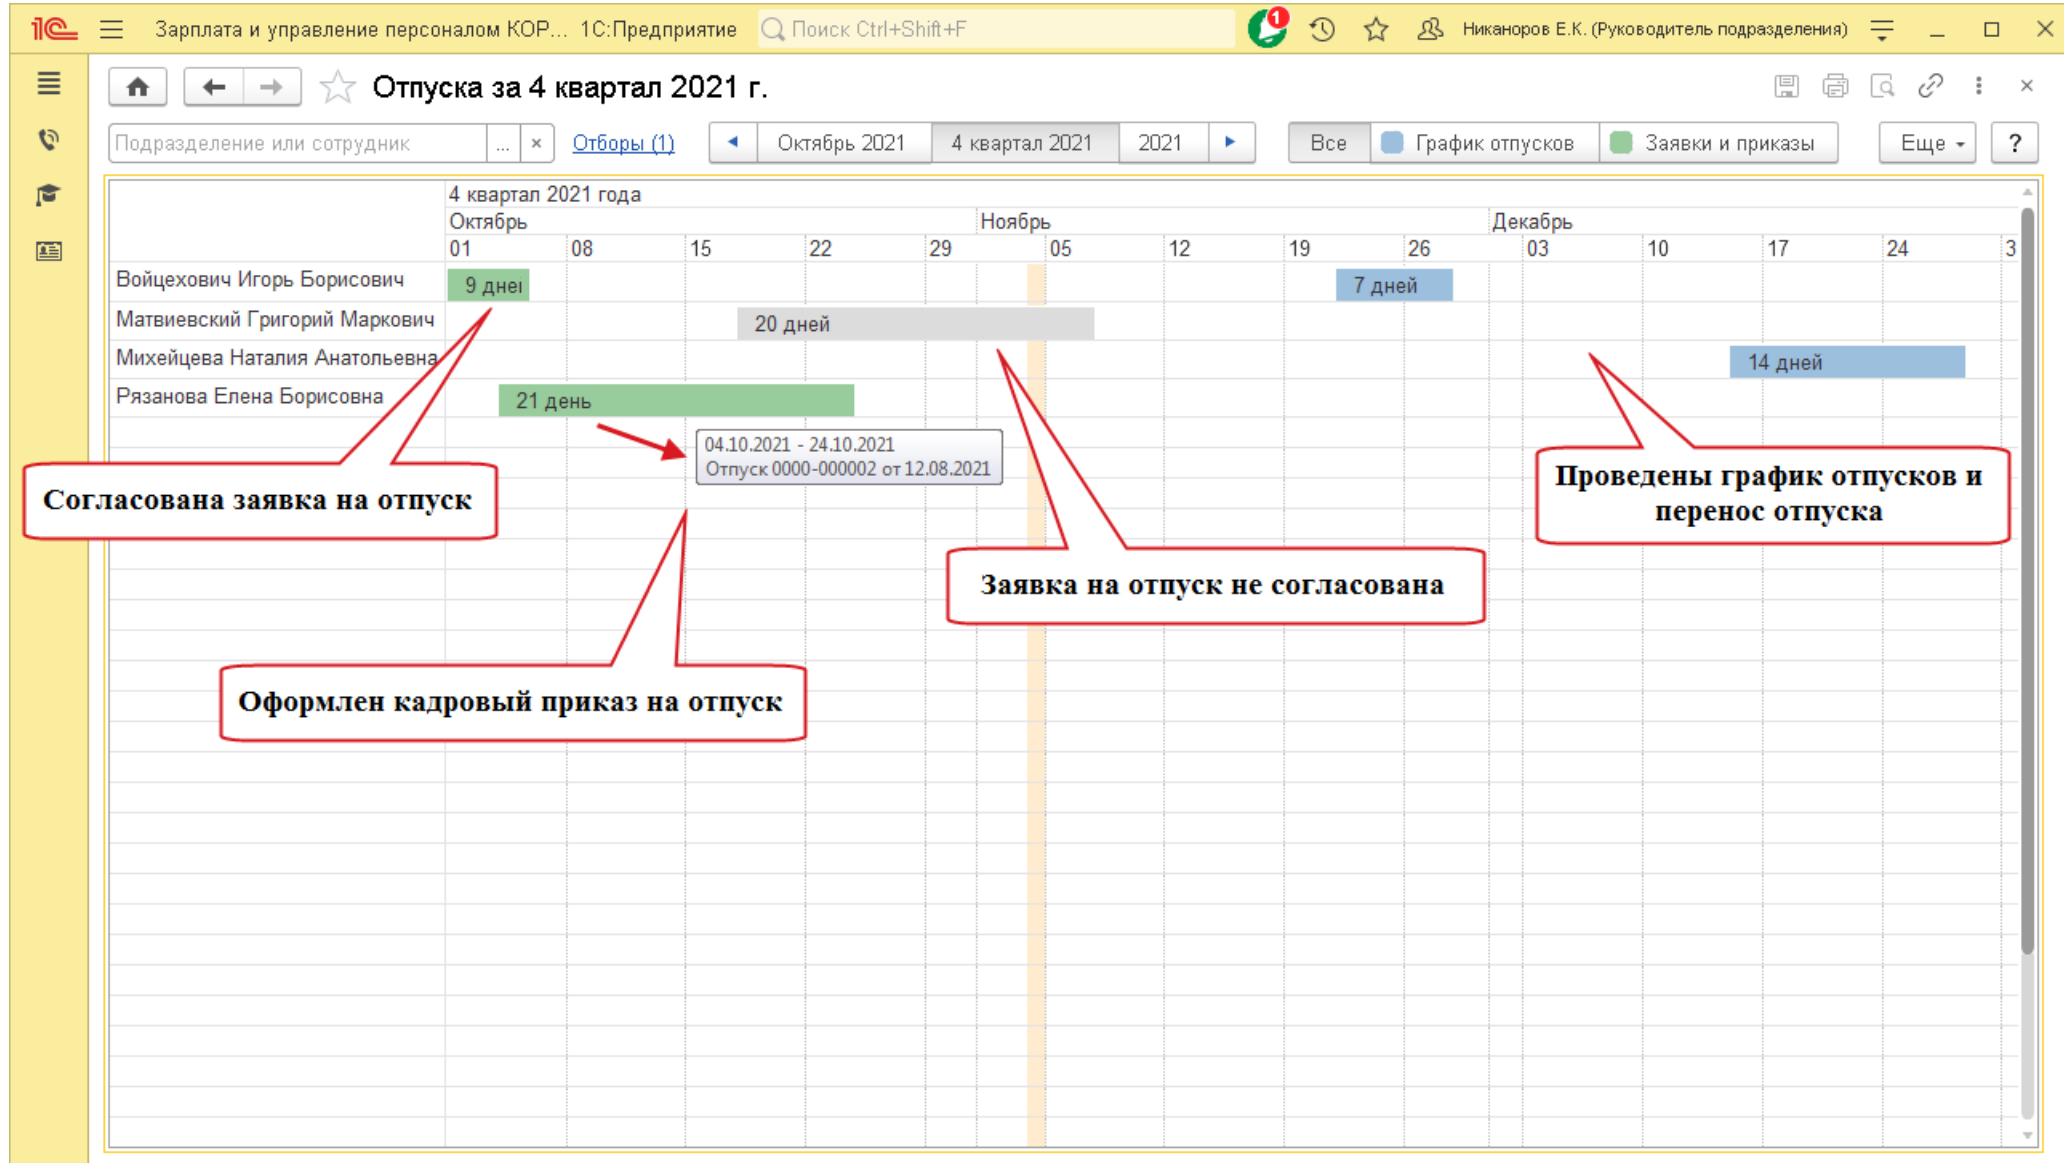 1С Зарплата и управление персоналом КОР... 1С:Предприятие Поиск Ctrl+Shift+F 1 Никаноров Е.К. (Руководитель подразделения)
Отпуска за 4 квартал 2021 г.
Подразделение или сотрудник ... × Отборы (1) Октябрь 2021 4 квартал 2021 2021 Все График отпусков Заявки и приказы Еще ?
4 квартал 2021 года
Октябрь Ноябрь Декабрь
01 08 15 22 29 05 12 19 26 03 10 17 24 3
Войцехович Игорь Борисович 9 дней 7 дней
Матвиевский Григорий Маркович 20 дней
Михейцева Наталия Анатольевна 14 дней
Рязанова Елена Борисовна 21 день
04.10.2021 - 24.10.2021
Отпуск 0000-000002 от 12.08.2021
Согласована заявка на отпуск
Проведены график отпусков и
перенос отпуска
Заявка на отпуск не согласована
Оформлен кадровый приказ на отпуск